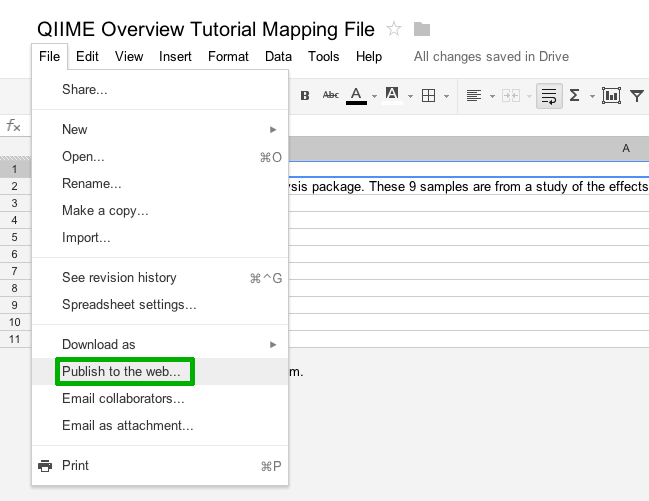 QIIME Overview Tutorial Mapping File
File Edit View Insert Format Data Tools Help All changes saved in Drive
Share...
B Abc A A Σ
New
fx
Open... ⌘O
A
Rename...
1
2 sis package. These 9 samples are from a study of the effects
3
Make a copy...
4
5
Import...
6
7
See revision history ⌘^G
8
9
Spreadsheet settings...
10
11
Download as
Publish to the web... m.
Email collaborators...
Email as attachment...
Print ⌘P